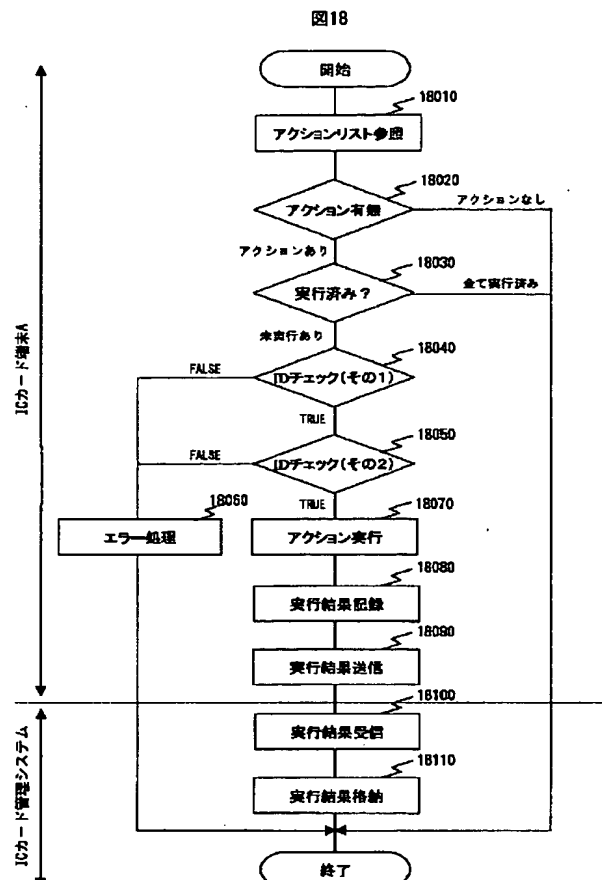 図18
開始
18010
アクションリスト参照
18020
アクション有無
アクションなし
アクションあり
18030
実行済み?
全て実行済み
未実行あり
18040
IDチェック(その1)
FALSE
TRUE
18050
IDチェック(その2)
FALSE
TRUE
18060
エラー処理
18070
アクション実行
18080
実行結果記録
18090
実行結果送信
18100
実行結果受信
18110
実行結果格納
終了
ICカード端末A
ICカード管理システム